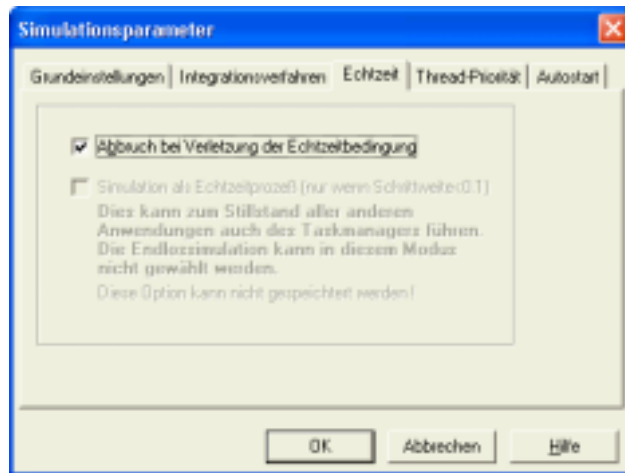 Simulationsparameter
Grundeinstellungen Integrationsverfahren Echtzeit Thread-Priorität Autostart
Abbruch bei Verletzung der Echtzeitbedingung
Simulation als Echtzeitprozeß (nur wenn Schrittweite<0.1)
Dies kann zum Stillstand aller anderen
Anwendungen auch des Taskmanagers führen.
Die Endlossimulation kann in diesem Modus
nicht gewählt werden.
Diese Option kann nicht gespeichert werden!
OK Abbrechen Hilfe